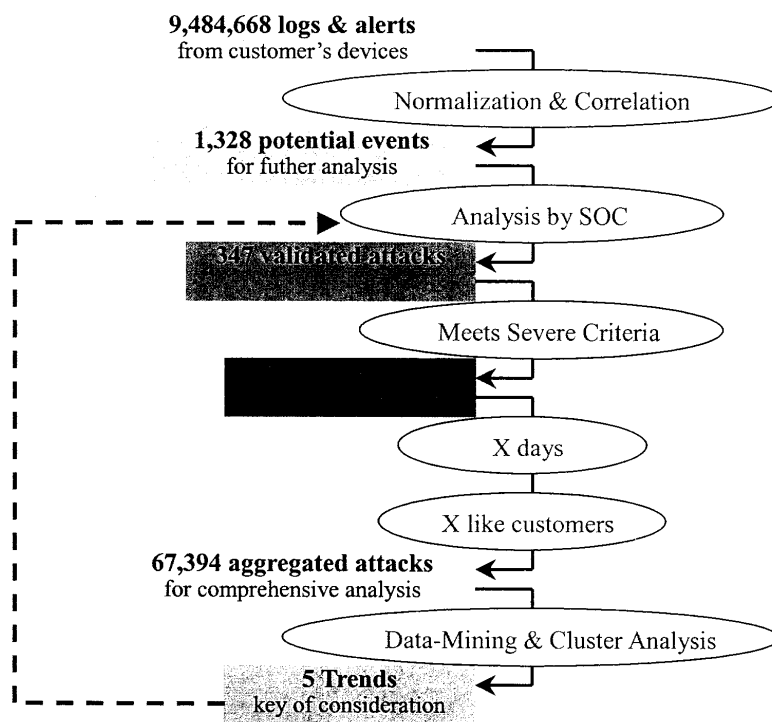 9,484,668 logs & alerts
from customer's devices
Normalization & Correlation
1,328 potential events
for futher analysis
Analysis by SOC
347 validated attacks
Meets Severe Criteria
X days
X like customers
67,394 aggregated attacks
for comprehensive analysis
Data-Mining & Cluster Analysis
5 Trends
key of consideration